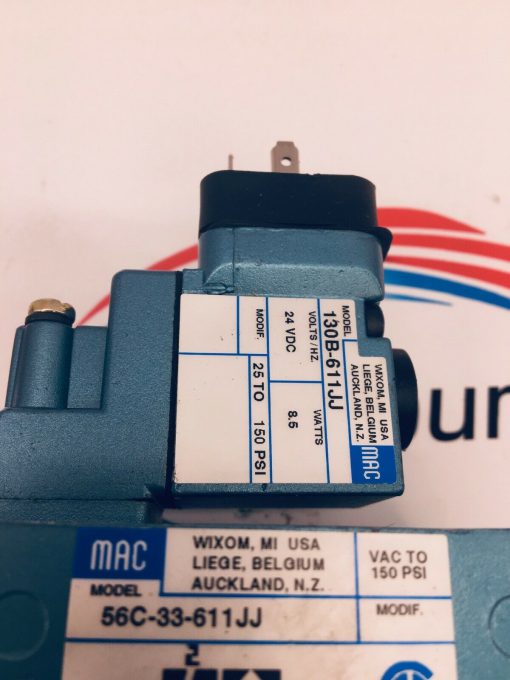 MODEL
130B-611JJ
WIXOM, MI USA
LIEGE, BELGIUM
AUCKLAND, N.Z.
MAC
VOLTS/HZ.
24 VDC
WATTS
8.5
MODIF.
25 TO 150 PSI
MAC
WIXOM, MI USA
LIEGE, BELGIUM
AUCKLAND, N.Z.
VAC TO
150 PSI
MODEL
56C-33-611JJ
MODIF.
2